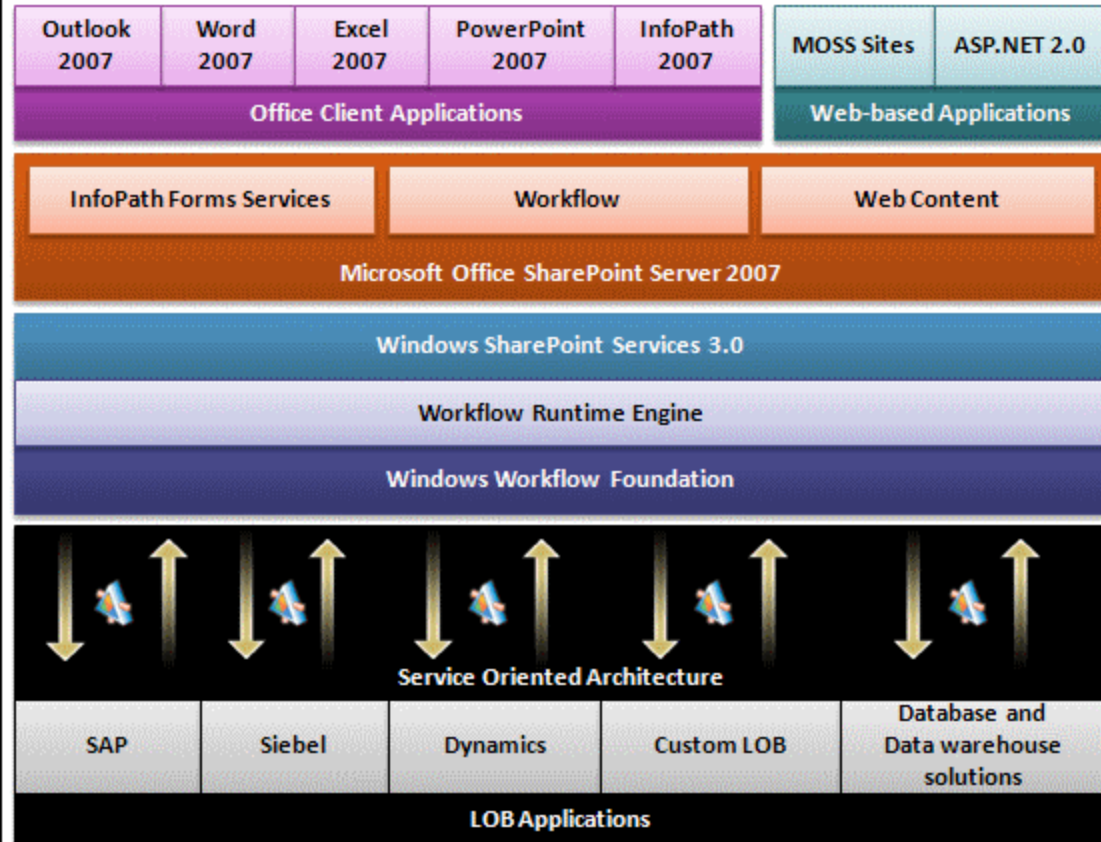 Outlook 2007
Word 2007
Excel 2007
PowerPoint 2007
InfoPath 2007
MOSS Sites
ASP.NET 2.0
Office Client Applications
Web-based Applications
InfoPath Forms Services
Workflow
Web Content
Microsoft Office SharePoint Server 2007
Windows SharePoint Services 3.0
Workflow Runtime Engine
Windows Workflow Foundation
Service Oriented Architecture
SAP
Siebel
Dynamics
Custom LOB
Database and
Data warehouse
solutions
LOB Applications